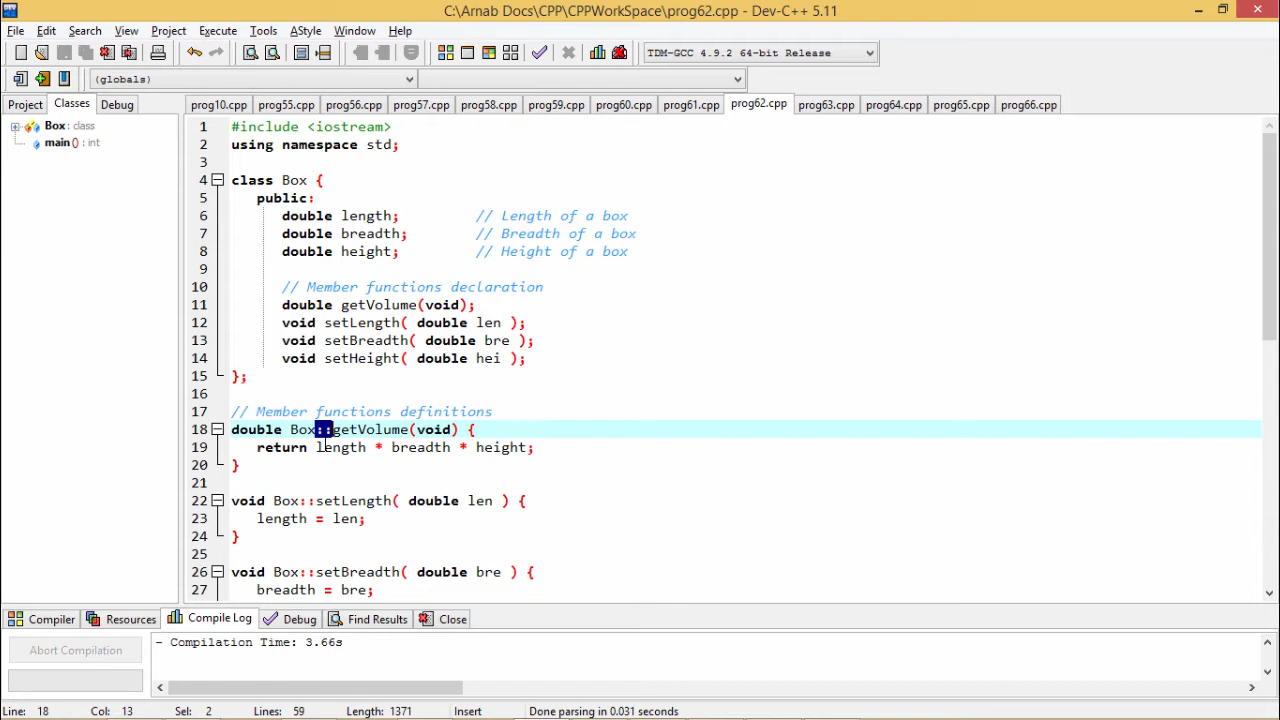 C:\Arnab Docs\CPP\CPPWorkSpace\prog62.cpp - Dev-C++ 5.11
File Edit Search View Project Execute Tools AStyle Window Help
TDM-GCC 4.9.2 64-bit Release
(globals)
Project Classes Debug
prog10.cpp prog55.cpp prog56.cpp prog57.cpp prog58.cpp prog59.cpp prog60.cpp prog61.cpp prog62.cpp prog63.cpp prog64.cpp prog65.cpp prog66.cpp
Box : class
main () : int
1 #include <iostream>
2 using namespace std;
3
4 class Box {
5 public:
6 double length; // Length of a box
7 double breadth; // Breadth of a box
8 double height; // Height of a box
9
10 // Member functions declaration
11 double getVolume(void);
12 void setLength( double len );
13 void setBreadth( double bre );
14 void setHeight( double hei );
15 };
16
17 // Member functions definitions
18 double Box::getVolume(void) {
19 return length * breadth * height;
20 }
21
22 void Box::setLength( double len ) {
23 length = len;
24 }
25
26 void Box::setBreadth( double bre ) {
27 breadth = bre;
Compiler Resources Compile Log Debug Find Results Close
Abort Compilation
- Compilation Time: 3.66s
Line: 18 Col: 13 Sel: 2 Lines: 59 Length: 1371 Insert Done parsing in 0.031 seconds